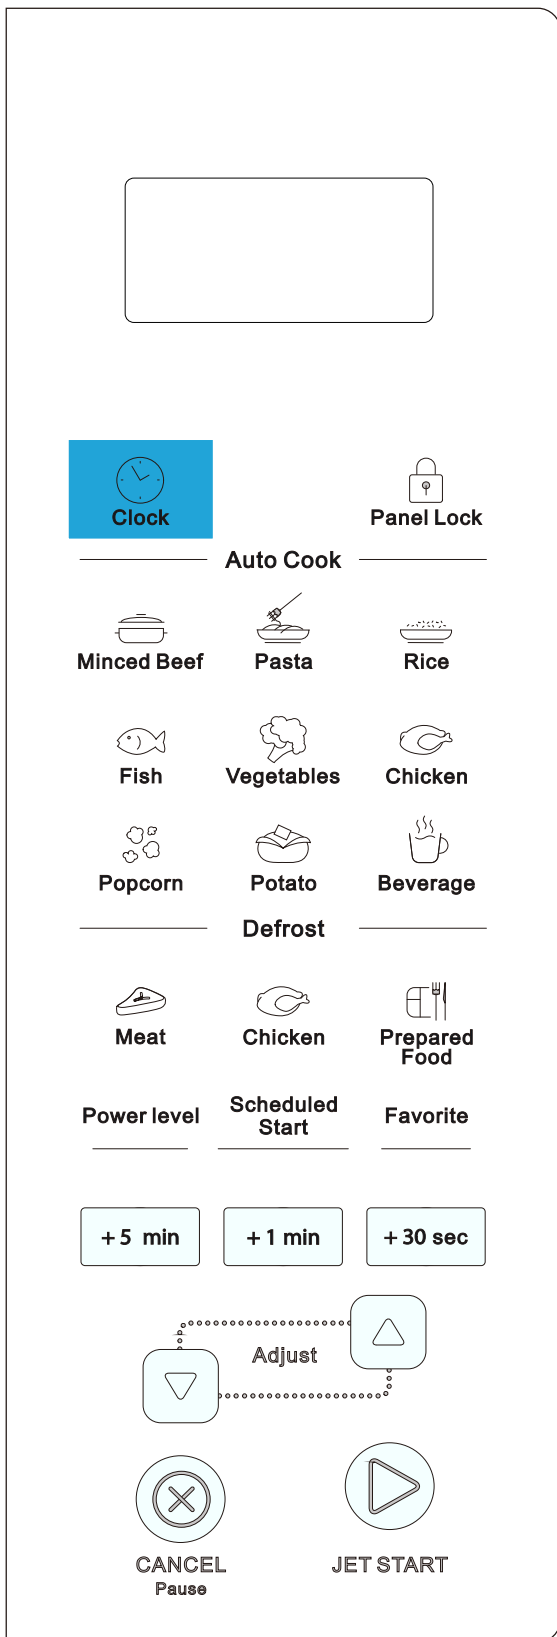 Clock
Panel Lock
Auto Cook
Minced Beef
Pasta
Rice
Fish
Vegetables
Chicken
Popcorn
Potato
Beverage
Defrost
Meat
Chicken
Prepared
Food
Power level
Scheduled
Start
Favorite
+5 min
+1 min
+30 sec
Adjust
CANCEL
Pause
JET START